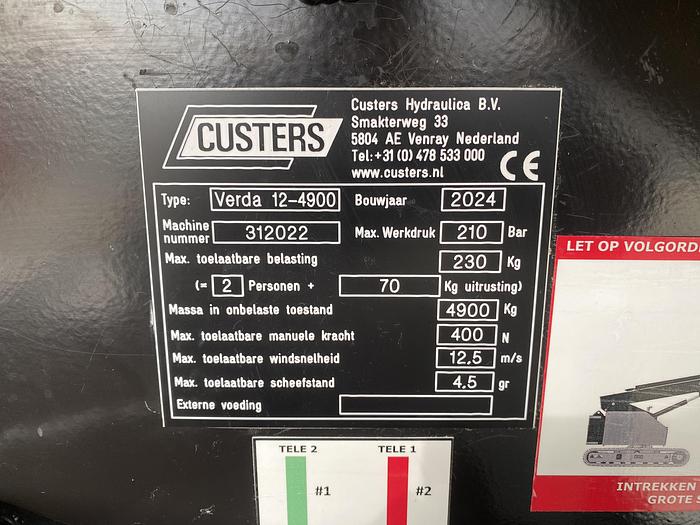 CUSTERS
Custers Hydraulica B.V.
Smakterweg 33
5804 AE Venray Nederland
Tel:+31(0)478 533 000
www.custers.nl
CE
Type: Verda 12-4900 Bouwjaar 2024
Machine nummer 312022 Max. Werkdruk 210 Bar
Max. toelaatbare belasting 230 Kg
(= 2 Personen + 70 Kg uitrusting)
Massa in onbelaste toestand 4900 Kg
Max. toelaatbare manuele kracht 400 N
Max. toelaatbare windsnelheid 12.5 m/s
Max. toelaatbare scheefstand 4.5 gr
Externe voeding
TELE 2 TELE 1
#1 #2
LET OP VOLGORD
INTREKKEN
GROTE